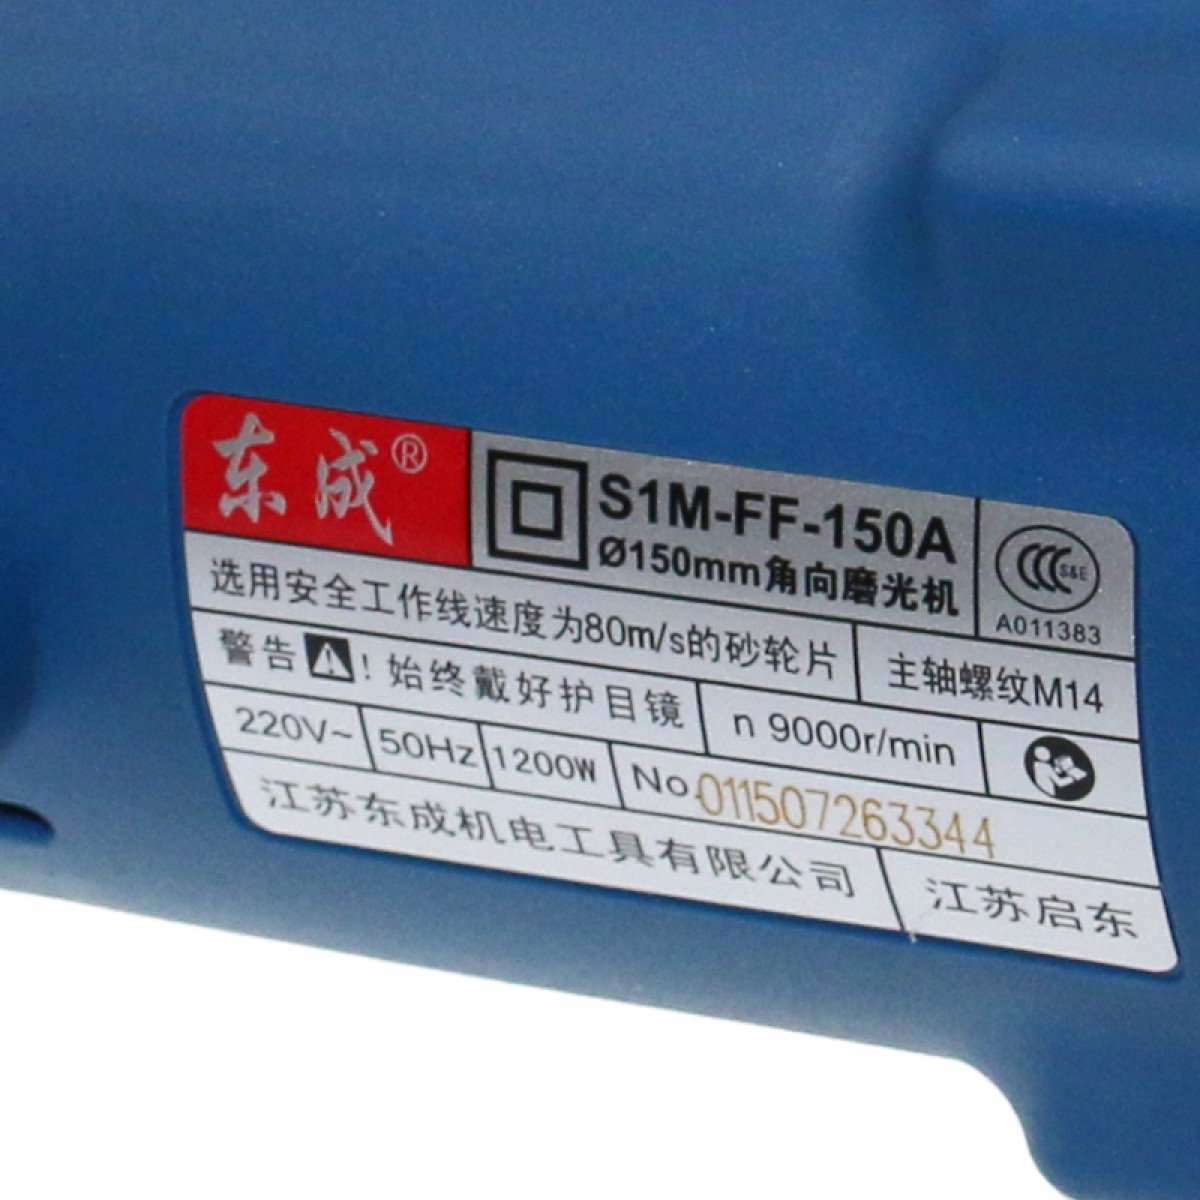 东成®
S1M-FF-150A
Ø150mm角向磨光机
S&E
A011383
选用安全工作线速度为80m/s的砂轮片
主轴螺纹M14
警告!始终戴好护目镜
n 9000r/min
220V~ 50Hz 1200W No.011507263344
江苏东成机电工具有限公司
江苏启东